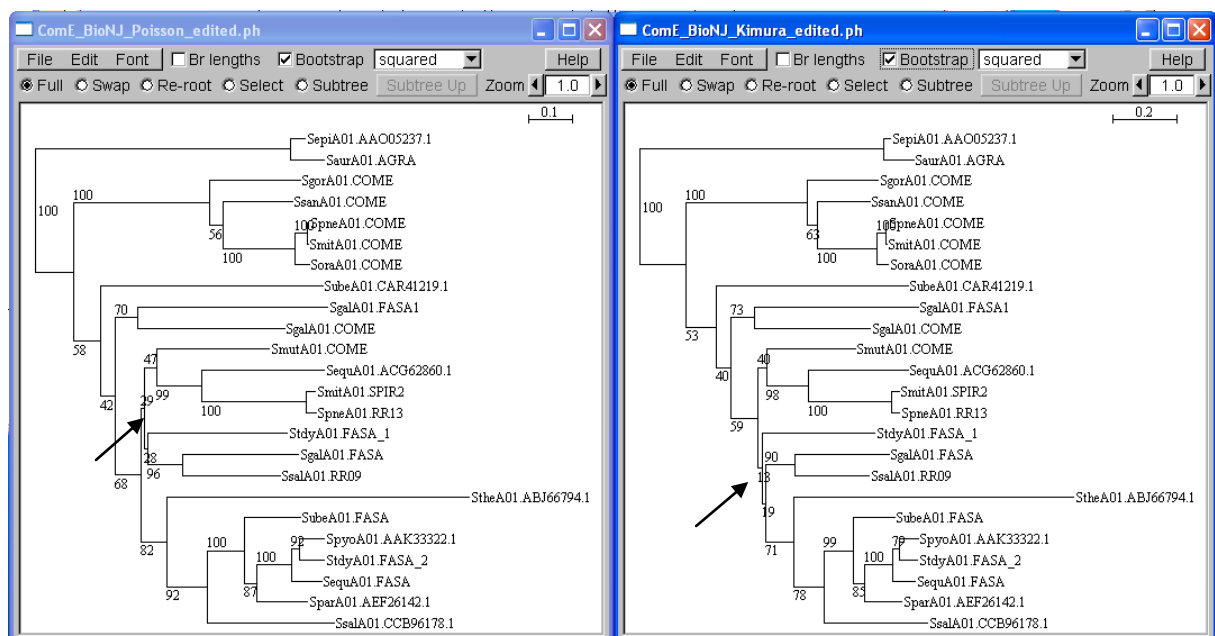 ComE_BioNJ_Poisson_edited.ph
File Edit Font Br lengths Bootstrap squared Help
Full Swap Re-root Select Subtree Subtree Up Zoom 1.0
0.1
SepiA01.AAO05237.1
SaurA01.AGRA
SgorA01.COME
100
SsanA01.COME
100
100
SpneA01.COME
56
SmitA01.COME
100
SoraA01.COME
SubeA01.CAR41219.1
70
SgalA01.FASA1
SgalA01.COME
58
SmutA01.COME
47
SequA01.ACG62860.1
99
SmitA01.SPIR2
42
29
100
SpneA01.RR13
StdyA01.FASA_1
28
SgalA01.FASA
96
SsalA01.RR09
68
StheA01.ABJ66794.1
SubeA01.FASA
82
100
92
SpyoA01.AAK33322.1
100
StdyA01.FASA_2
SequA01.FASA
92
87
SparA01.AEF26142.1
SsalA01.CCB96178.1
ComE_BioNJ_Kimura_edited.ph
File Edit Font Br lengths Bootstrap squared Help
Full Swap Re-root Select Subtree Subtree Up Zoom 1.0
0.2
SepiA01.AAO05237.1
SaurA01.AGRA
SgorA01.COME
100
SsanA01.COME
100
100
SpneA01.COME
63
SmitA01.COME
100
SoraA01.COME
SubeA01.CAR41219.1
73
SgalA01.FASA1
SgalA01.COME
53
SmutA01.COME
40
SequA01.ACG62860.1
40
98
SmitA01.SPIR2
100
SpneA01.RR13
59
StdyA01.FASA_1
90
SgalA01.FASA
13
SsalA01.RR09
StheA01.ABJ66794.1
19
SubeA01.FASA
71
99
79
SpyoA01.AAK33322.1
100
StdyA01.FASA_2
SequA01.FASA
78
85
SparA01.AEF26142.1
SsalA01.CCB96178.1